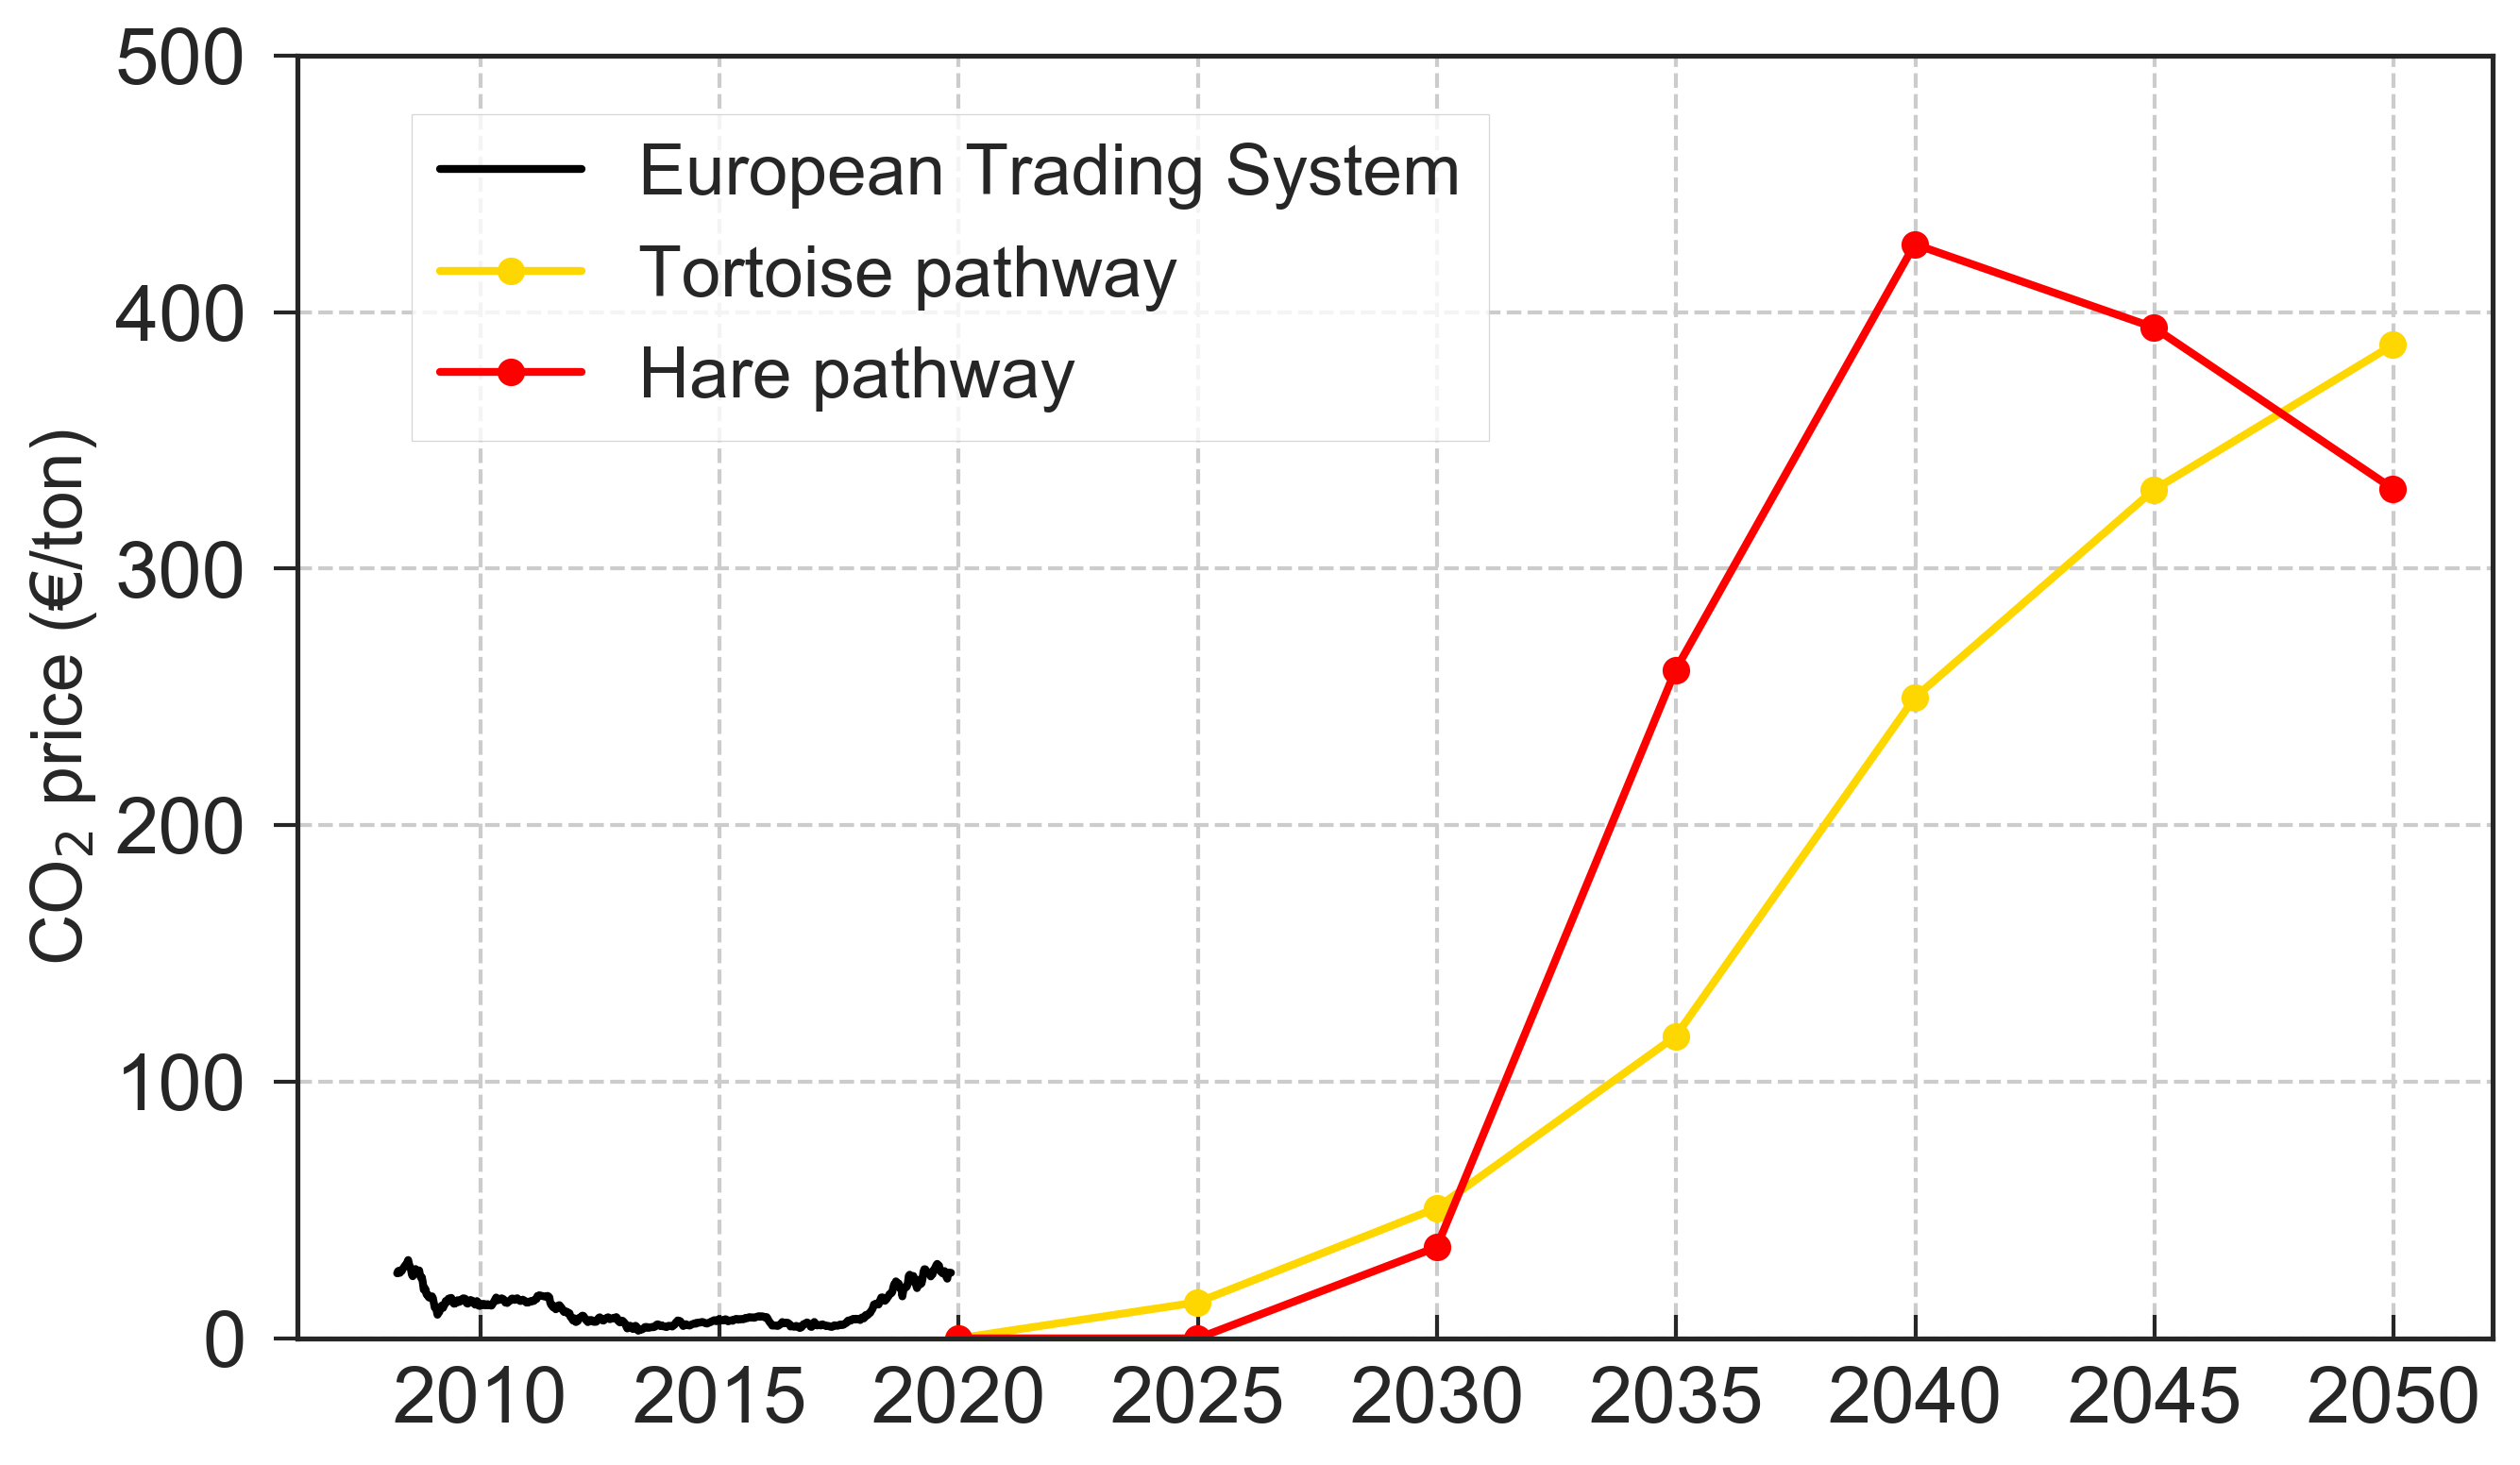 500
400
300
200
100
0
CO₂ price (€/ton)
European Trading System
Tortoise pathway
Hare pathway
2010 2015 2020 2025 2030 2035 2040 2045 2050